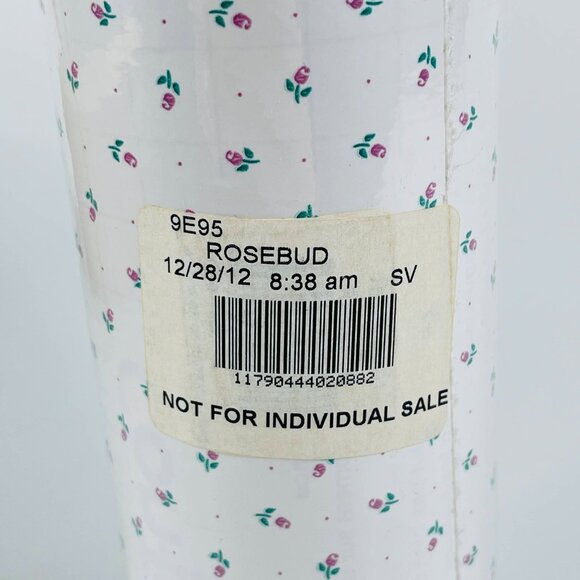 9E95
ROSEBUD
12/28/12 8:38 am SV
11790444020882
NOT FOR INDIVIDUAL SALE